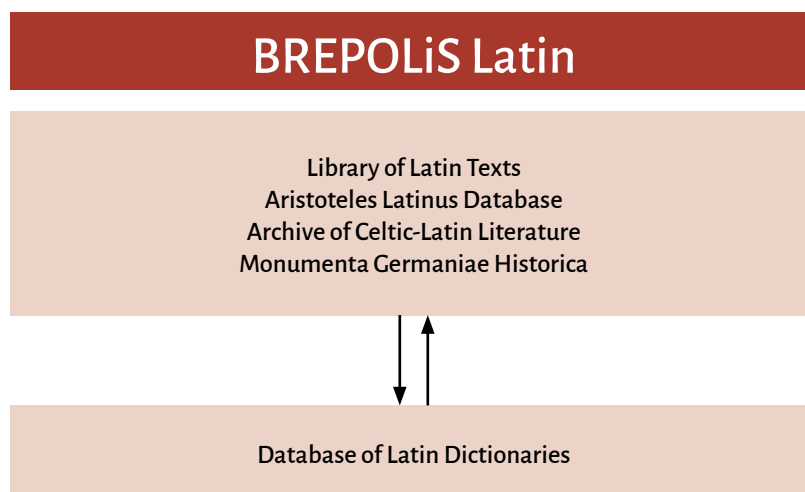 BREPOLiS Latin
Library of Latin Texts
Aristoteles Latinus Database
Archive of Celtic-Latin Literature
Monumenta Germaniae Historica
Database of Latin Dictionaries